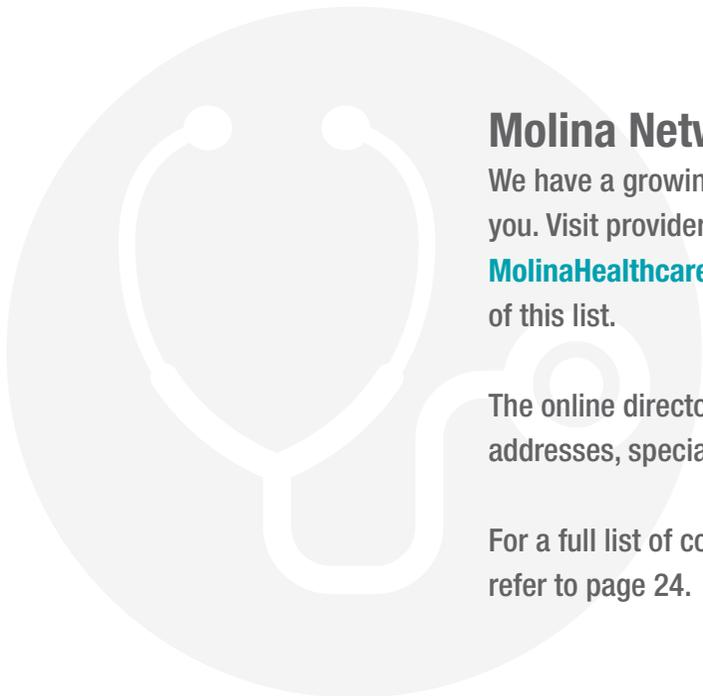 Molina Netw
We have a growin
you. Visit provider
MolinaHealthcare
of this list.
The online directo
addresses, specia
For a full list of co
refer to page 24.